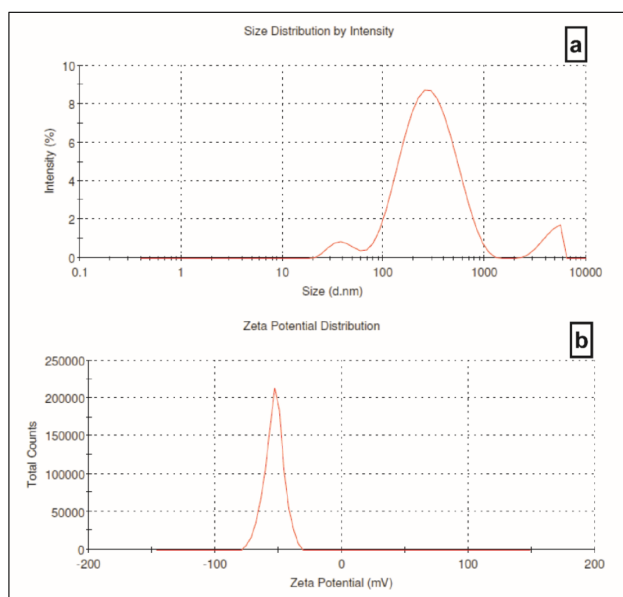 Size Distribution by Intensity
a
10
8
6
4
2
0
Intensity (%)
0.1 1 10 100 1000 10000
Size (d.nm)
Zeta Potential Distribution
b
250000
200000
150000
100000
50000
0
Total Counts
-200 -100 0 100 200
Zeta Potential (mV)